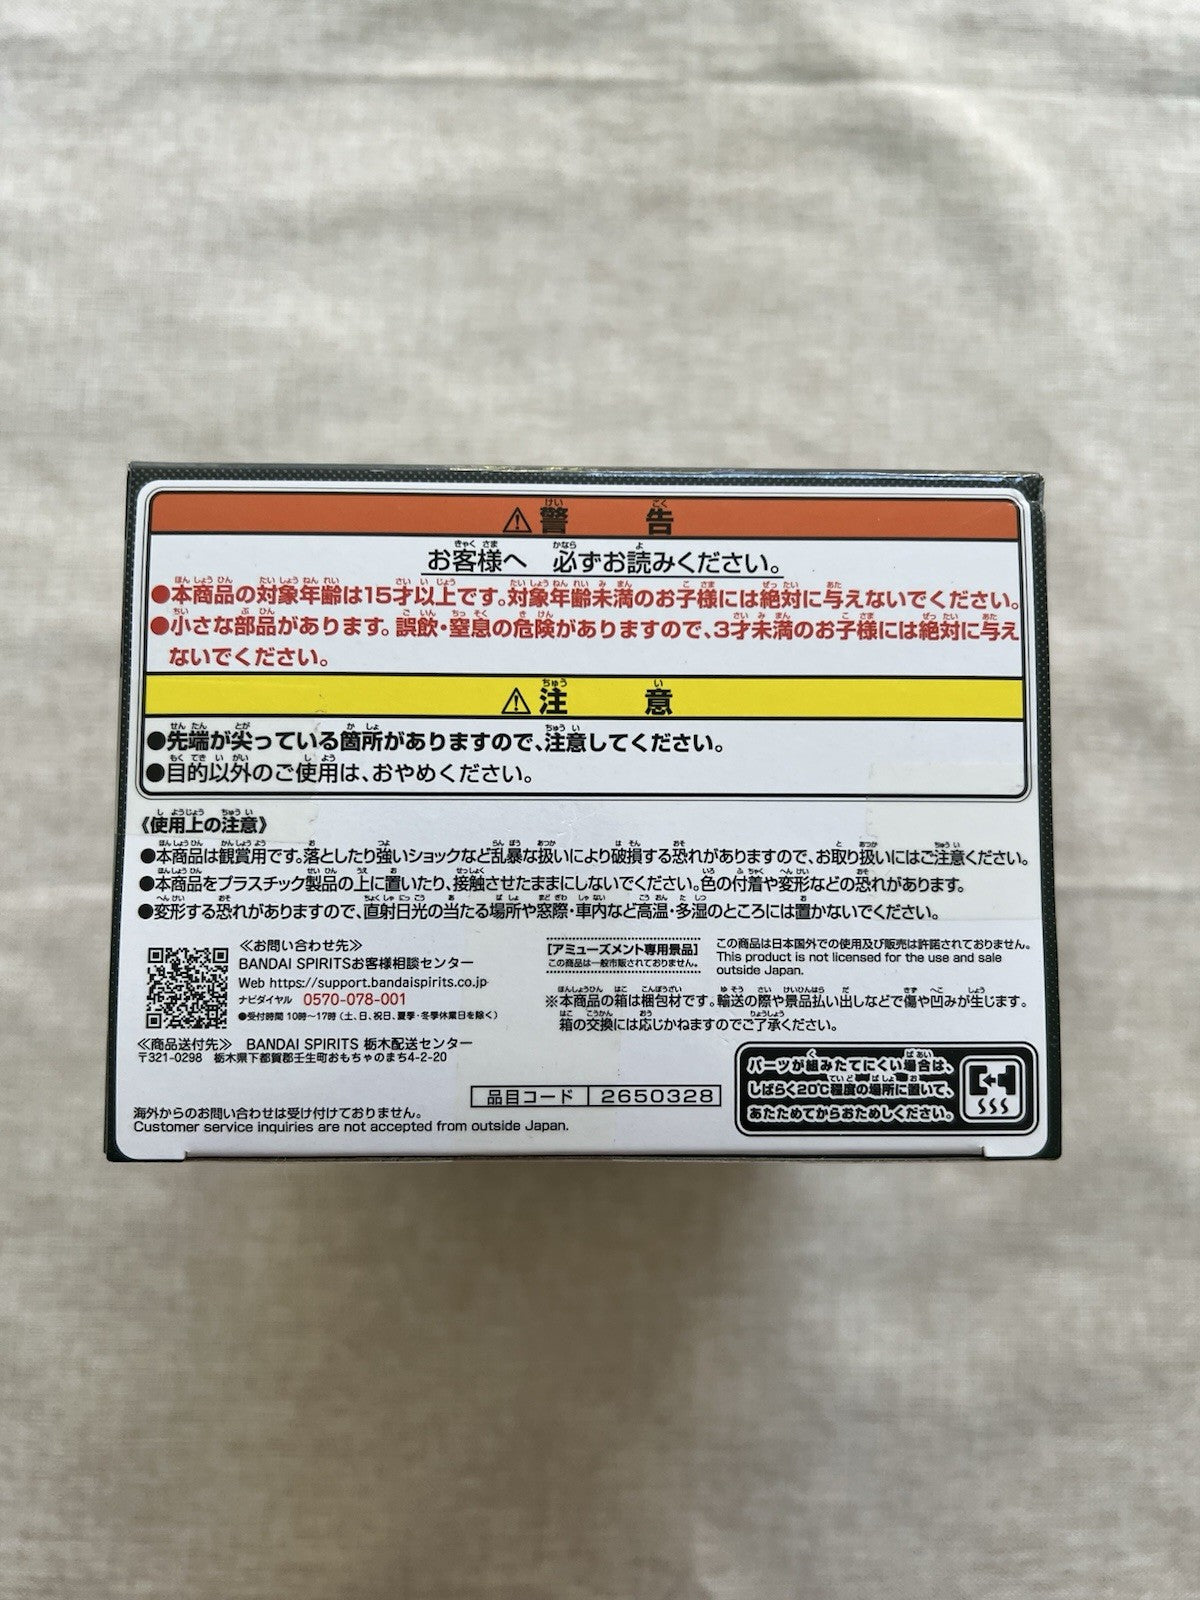 ⚠警告
お客様へ 必ずお読みください。
●本商品の対象年齢は15才以上です。対象年齢未満のお子様には絶対に与えないでください。
●小さな部品があります。誤飲・窒息の危険がありますので、3才未満のお子様には絶対に与え
ないでください。
⚠注意
●先端が尖っている箇所がありますので、注意してください。
●目的以外のご使用は、おやめください。
《使用上の注意》
●本商品は観賞用です。落としたり強いショックなど乱暴な扱いにより破損する恐れがありますので、お取り扱いにはご注意ください。
●本商品をプラスチック製品の上に置いたり、接触させたままにしないでください。色の付着や変形などの恐れがあります。
●変形する恐れがありますので、直射日光の当たる場所や窓際・車内など高温・多湿のところには置かないでください。
≪お問い合わせ先≫
BANDAI SPIRITSお客様相談センター
Web https://support.bandaispirits.co.jp
ナビダイヤル 0570-078-001
●受付時間 10時～17時（土、日、祝日、夏季・冬季休業日を除く）
≪商品送付先≫ BANDAI SPIRITS 栃木配送センター
〒321-0298 栃木県下都賀郡壬生町おもちゃのまち4-2-20
[アミューズメント専用景品]
この商品は一般市販されておりません。
この商品は日本国外での使用及び販売は許諾されておりません。
This product is not licensed for the use and sale
outside Japan.
※本商品の箱は梱包材です。輸送の際や景品払い出しなどで傷や凹みが生じます。
箱の交換には応じかねますのでご了承ください。
品目コード 2650328
パーツが組みたてにくい場合は、
しばらく20℃程度の場所に置いて、
あたためてからおためしください。
海外からのお問い合わせは受け付けておりません。
Customer service inquiries are not accepted from outside Japan.